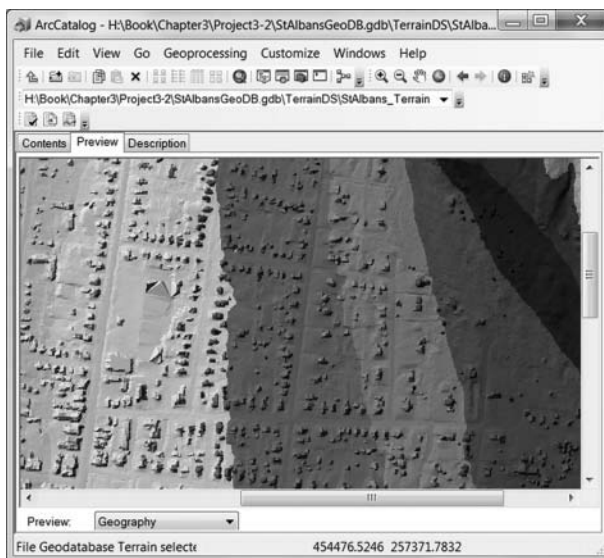 ArcCatalog - H:\Book\Chapter3\Project3-2\StAlbansGeoDB.gdb\TerrainDS\StAlba...
File Edit View Go Geoprocessing Customize Windows Help
H:\Book\Chapter3\Project3-2\StAlbansGeoDB.gdb\TerrainDS\StAlbans_Terrain
Contents Preview Description
Preview: Geography
File Geodatabase Terrain selecte 454476.5246 257371.7832